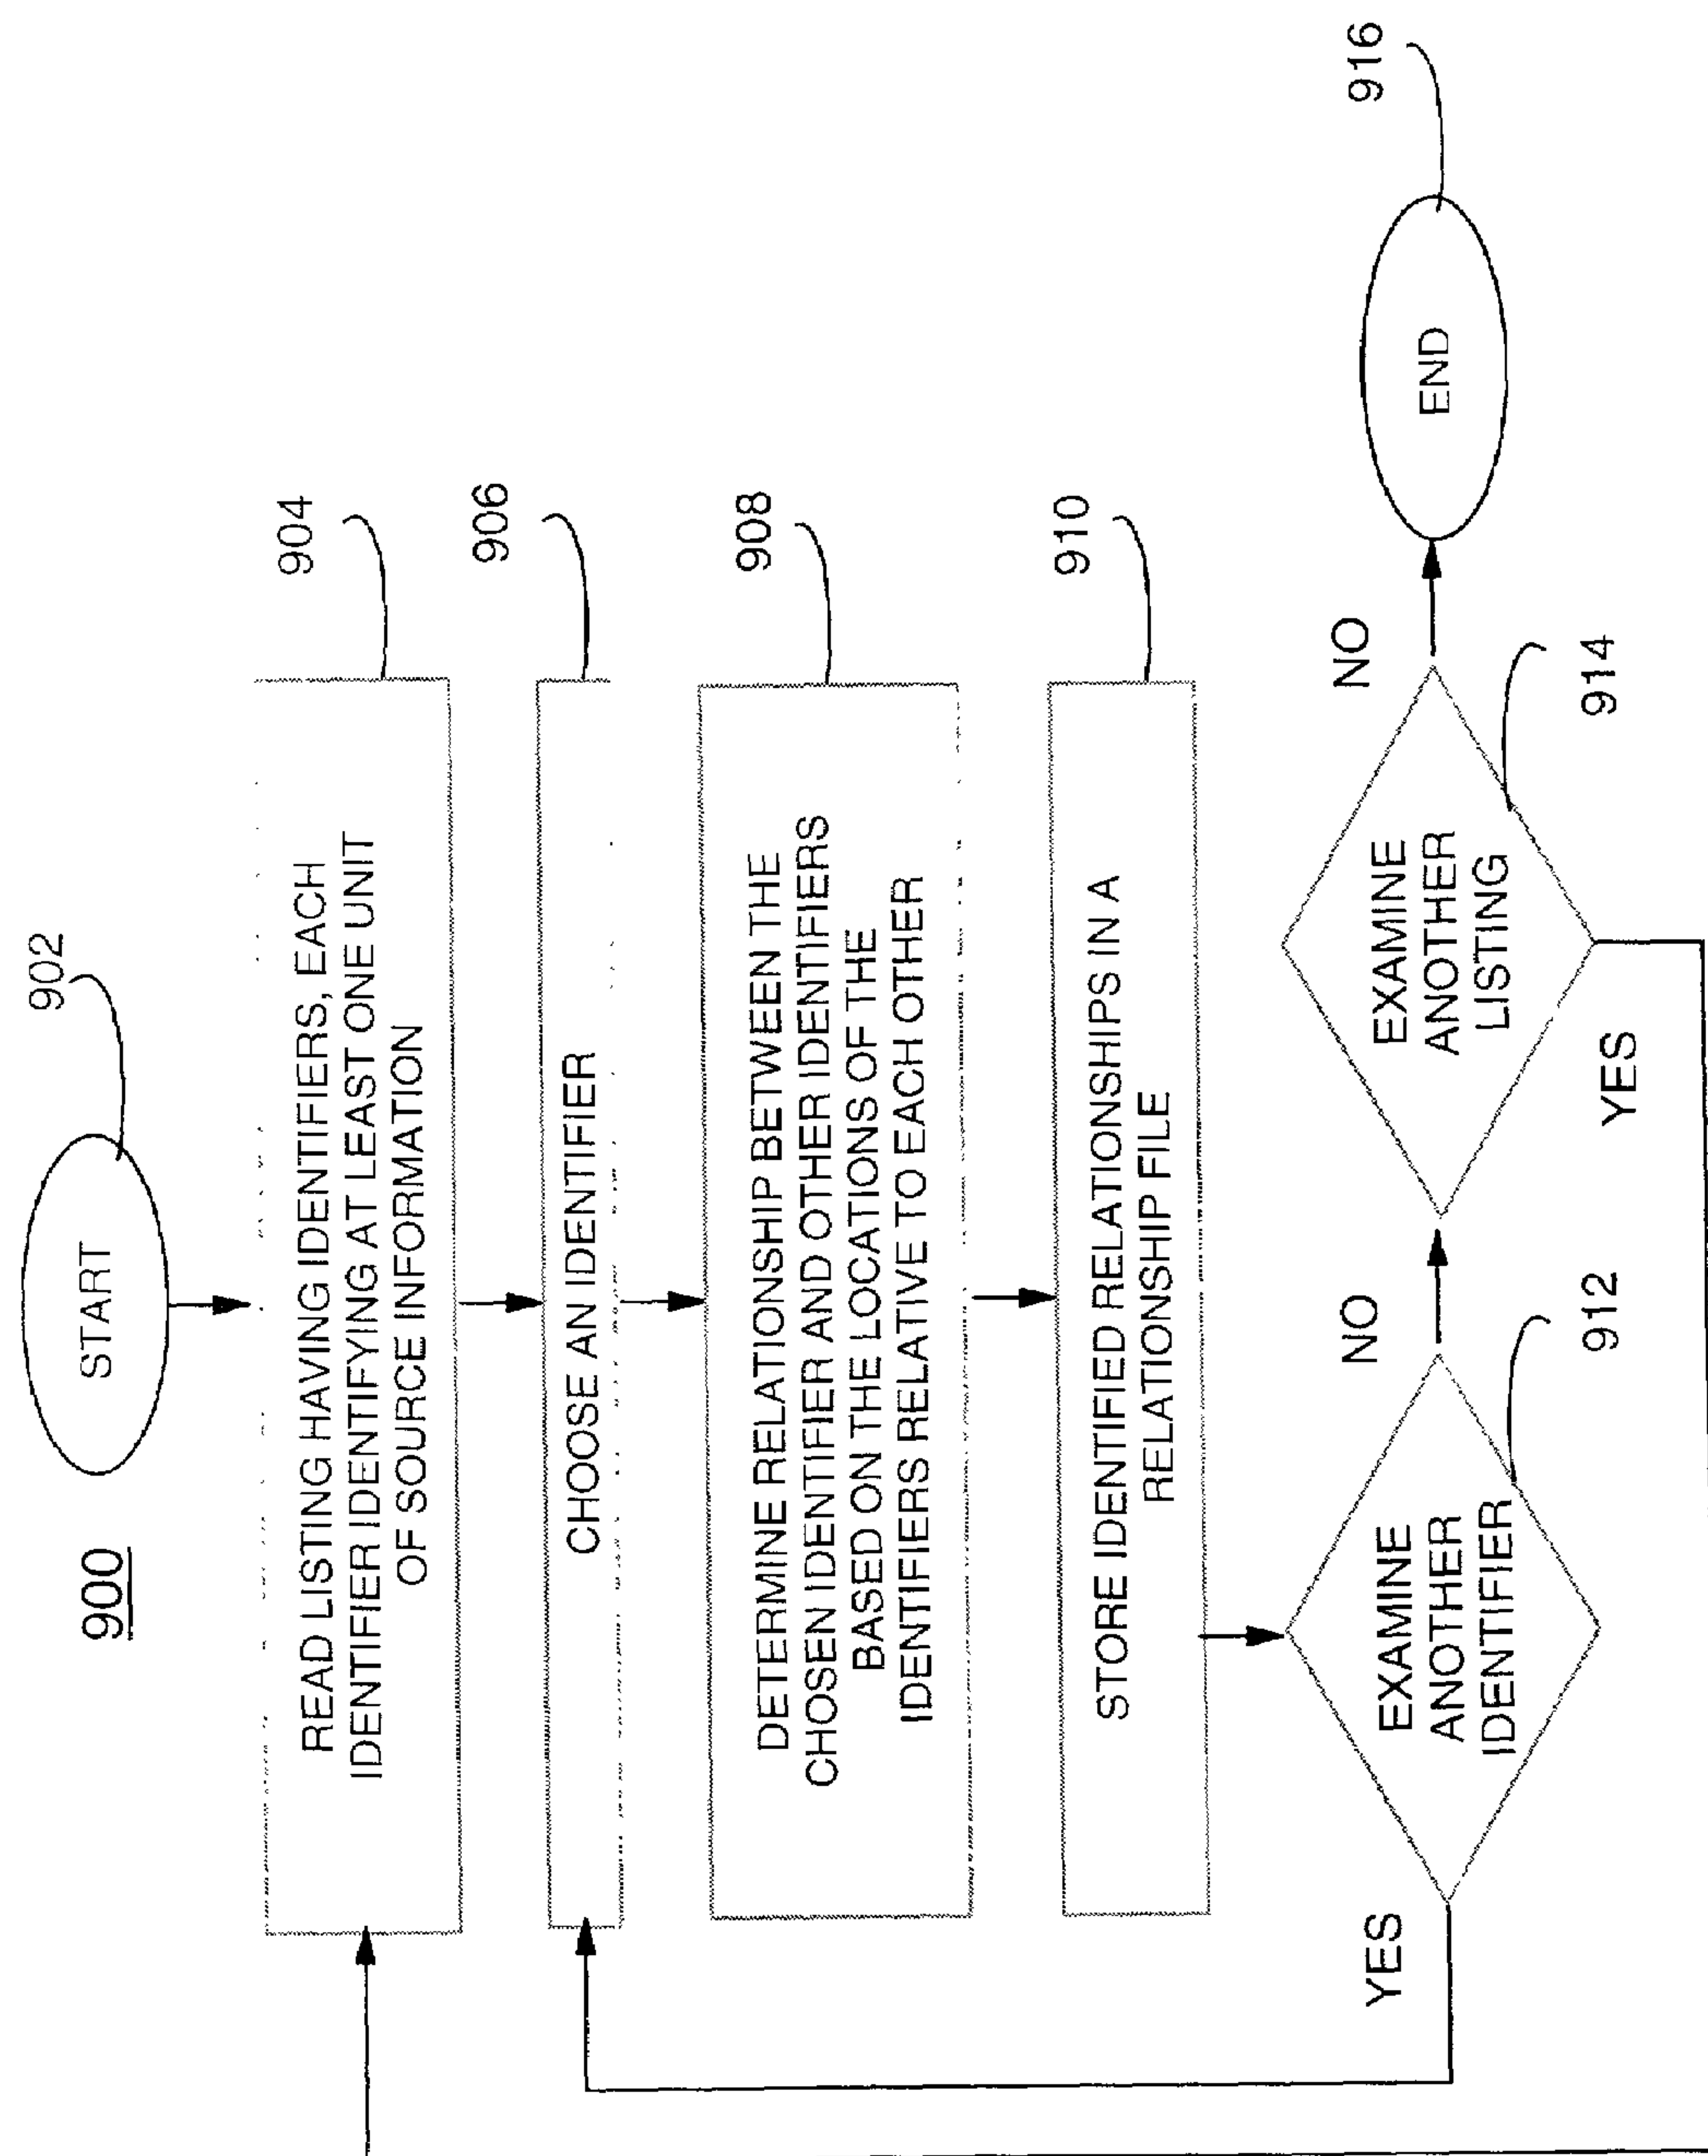 900
START
902
READ LISTING HAVING IDENTIFIERS, EACH
IDENTIFIER IDENTIFYING AT LEAST ONE UNIT
OF SOURCE INFORMATION
904
CHOOSE AN IDENTIFIER
906
DETERMINE RELATIONSHIP BETWEEN THE
CHOSEN IDENTIFIER AND OTHER IDENTIFIERS
BASED ON THE LOCATIONS OF THE
IDENTIFIERS RELATIVE TO EACH OTHER
908
STORE IDENTIFIED RELATIONSHIPS IN A
RELATIONSHIP FILE
910
YES
EXAMINE
ANOTHER
IDENTIFIER
912
NO
EXAMINE
ANOTHER
LISTING
914
YES
NO
END
916